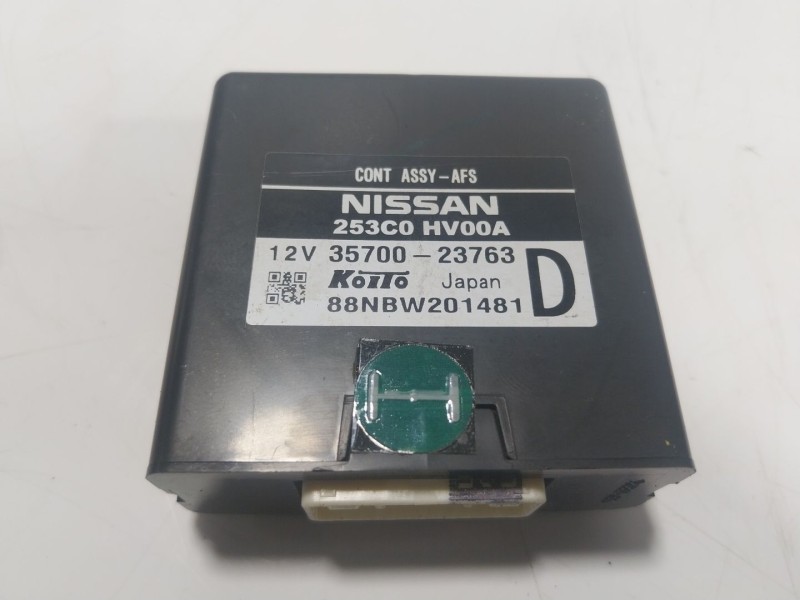 CONT ASSY-AFS
NISSAN
253C0 HV00A
12V 35700-23763
KOITO Japan D
88NBW201481
H